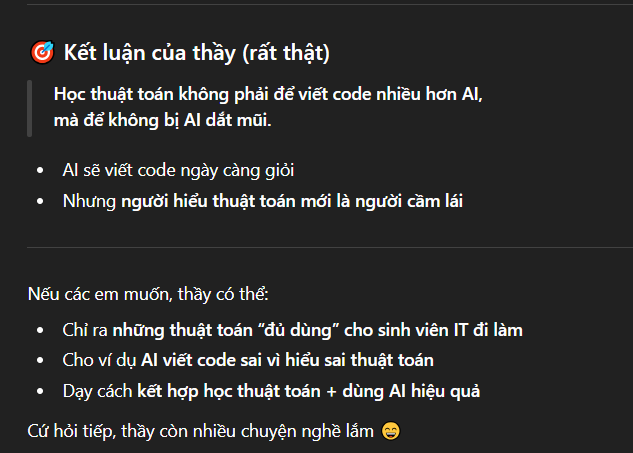 🎯 Kết luận của thầy (rất thật)
Học thuật toán không phải để viết code nhiều hơn AI,
mà để không bị AI dắt mũi.
• AI sẽ viết code ngày càng giỏi
• Nhưng người hiểu thuật toán mới là người cầm lái
Nếu các em muốn, thầy có thể:
• Chỉ ra những thuật toán “đủ dùng” cho sinh viên IT đi làm
• Cho ví dụ AI viết code sai vì hiểu sai thuật toán
• Dạy cách kết hợp học thuật toán + dùng AI hiệu quả
Cứ hỏi tiếp, thầy còn nhiều chuyện nghề lắm 😄